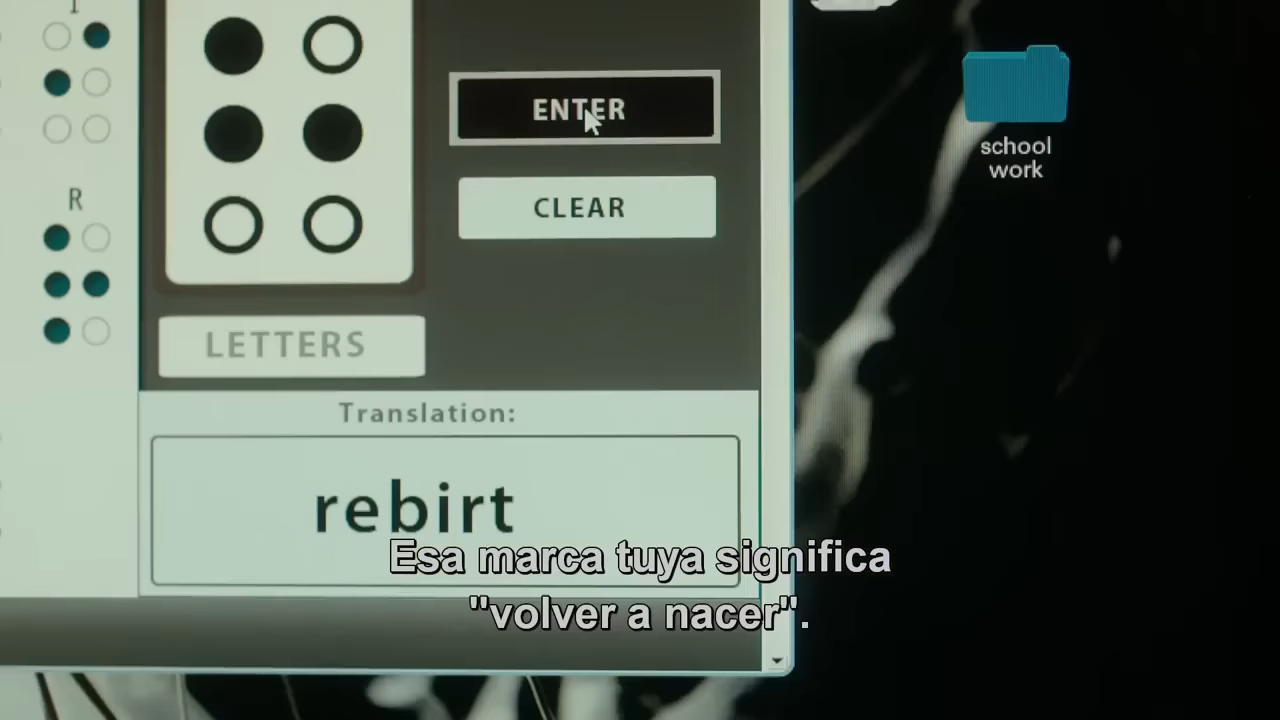 I
R
ENTER
CLEAR
LETTERS
Translation:
rebirt
school
work
Esa marca tuya significa
"volver a nacer".